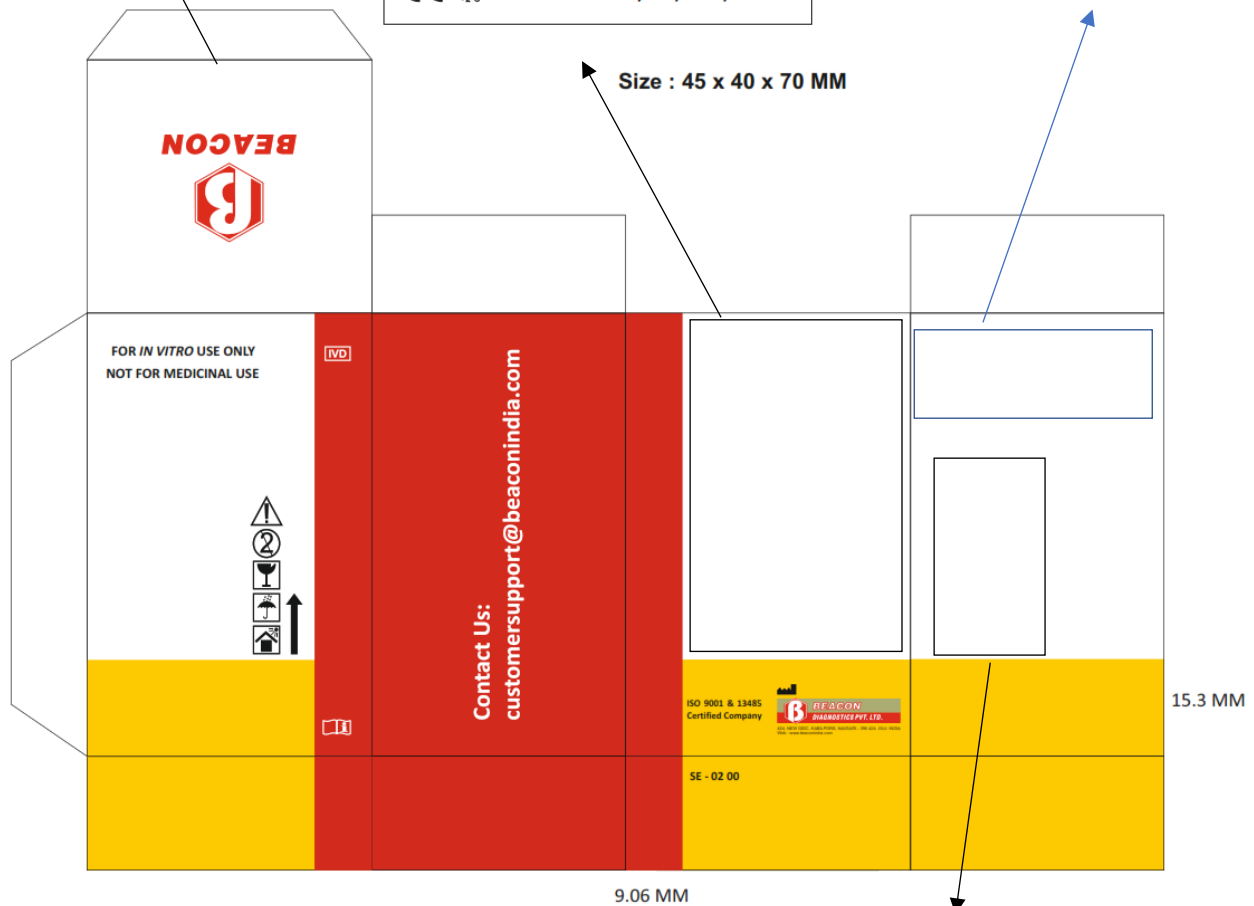 Size : 45 x 40 x 70 MM
BEACON
FOR IN VITRO USE ONLY
NOT FOR MEDICINAL USE
IVD
Contact Us:
customersupport@beaconindia.com
ISO 9001 & 13485
Certified Company
BEACON
DIAGNOSTICS PVT. LTD.
15.3 MM
SE - 02 00
9.06 MM